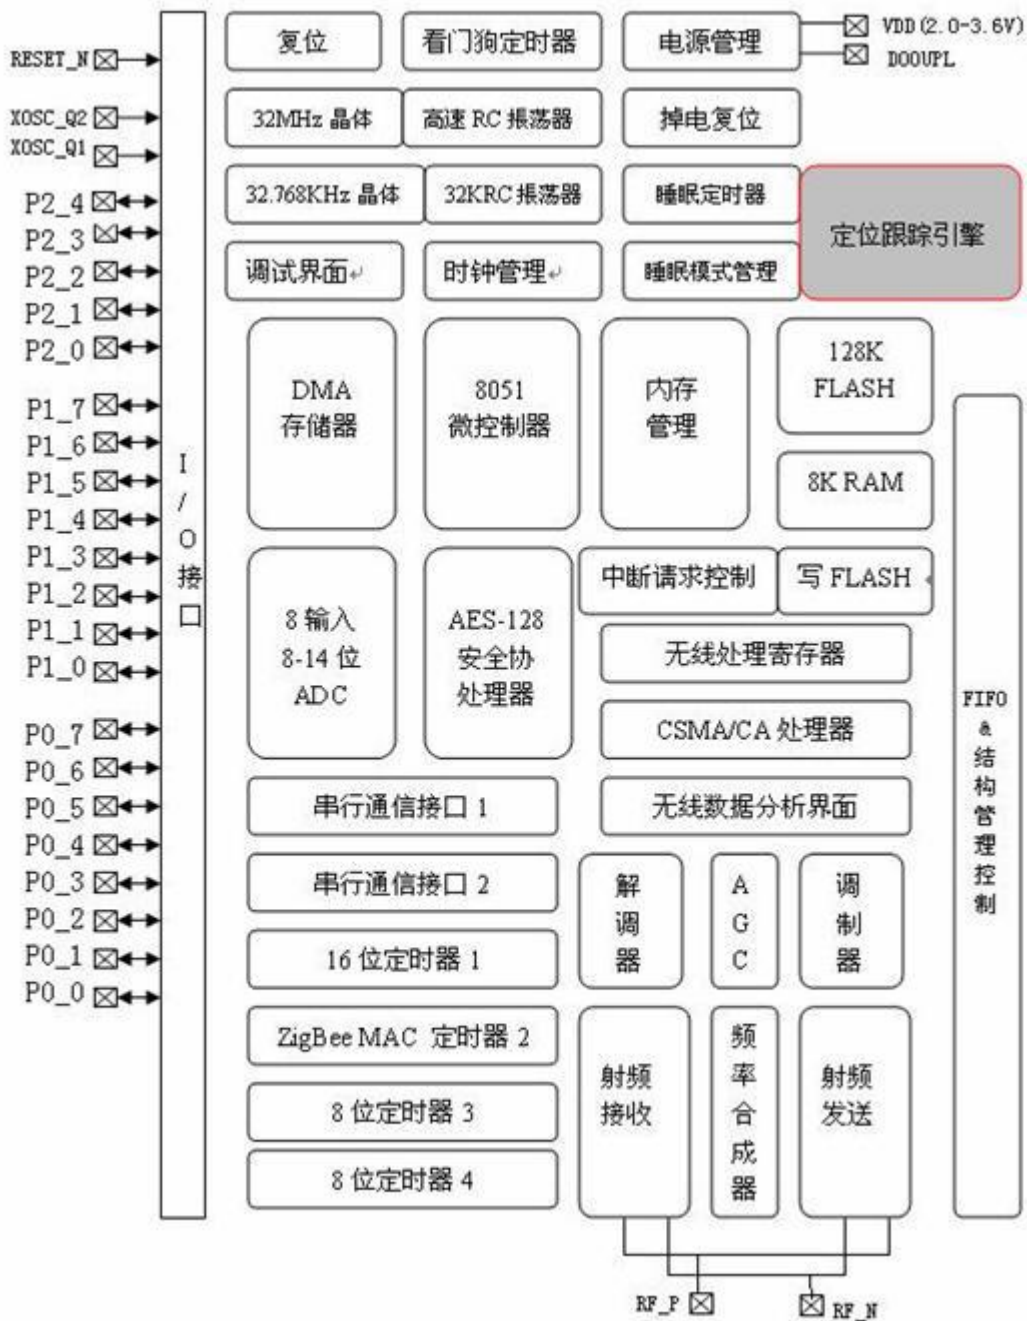 复位
看门狗定时器
电源管理
VDD(2.0-3.6V)
DOOUPL
RESET_N
XOSC_Q2
XOSC_Q1
32MHz 晶体
高速 RC 振荡器
掉电复位
32.768KHz 晶体
32KRC 振荡器
睡眠定时器
定位跟踪引擎
调试界面↵
时钟管理↵
睡眠模式管理
P2_4
P2_3
P2_2
P2_1
P2_0
P1_7
P1_6
P1_5
P1_4
P1_3
P1_2
P1_1
P1_0
P0_7
P0_6
P0_5
P0_4
P0_3
P0_2
P0_1
P0_0
I
/
O
接
口
DMA
存储器
8051
微控制器
内存
管理
128K
FLASH
8K RAM
8 输入
8-14 位
ADC
AES-128
安全协
处理器
中断请求控制
写 FLASH
无线处理寄存器
CSMA/CA 处理器
无线数据分析界面
串行通信接口 1
串行通信接口 2
16 位定时器 1
ZigBee MAC 定时器 2
8 位定时器 3
8 位定时器 4
解
调
器
A
G
C
调
制
器
射频
接收
频
率
合
成
器
射频
发送
FIFO
&
结
构
管
理
控
制
RF_P
RF_N